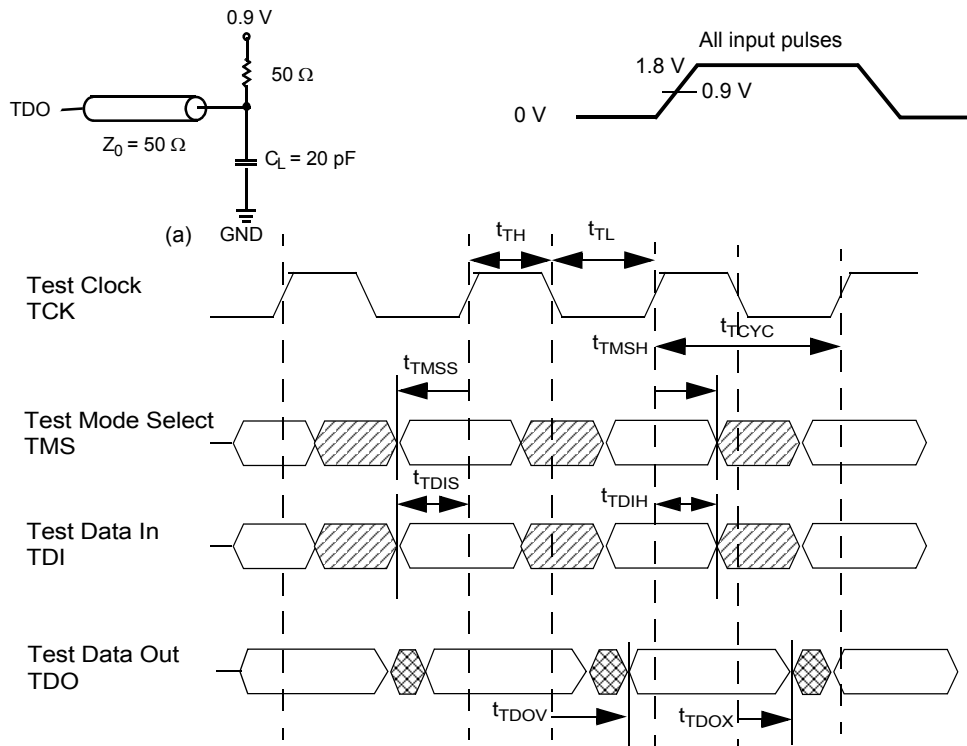 0.9 V
50 Ω
TDO
Z0 = 50 Ω
CL = 20 pF
(a) GND
All input pulses
1.8 V
0.9 V
0 V
tTH
tTL
Test Clock
TCK
tTCYC
tTMSH
tTMSS
Test Mode Select
TMS
tTDIS
tTDIH
Test Data In
TDI
Test Data Out
TDO
tTDOV
tTDOX